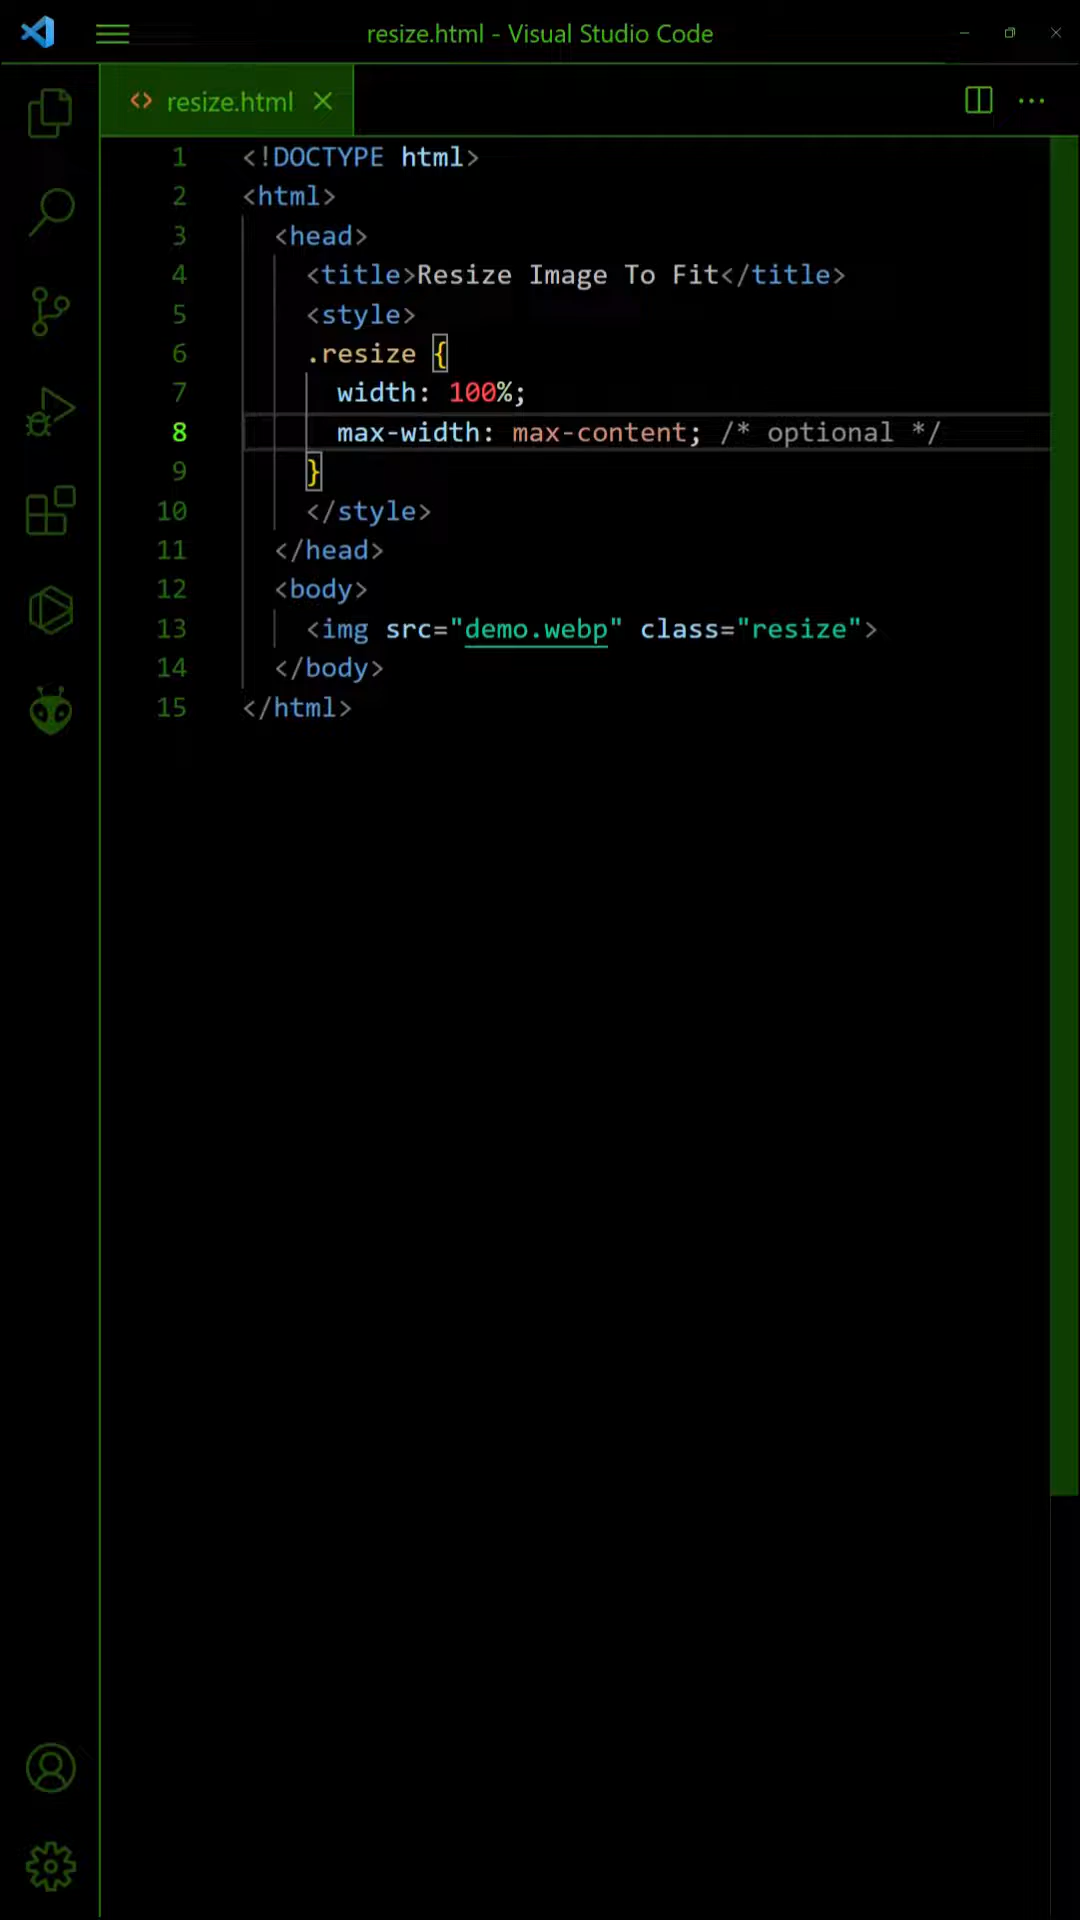 resize.html - Visual Studio Code
resize.html
1 <!DOCTYPE html>
2 <html>
3   <head>
4     <title>Resize Image To Fit</title>
5     <style>
6     .resize {
7       width: 100%;
8       max-width: max-content; /* optional */
9     }
10     </style>
11   </head>
12   <body>
13     <img src="demo.webp" class="resize">
14   </body>
15 </html>